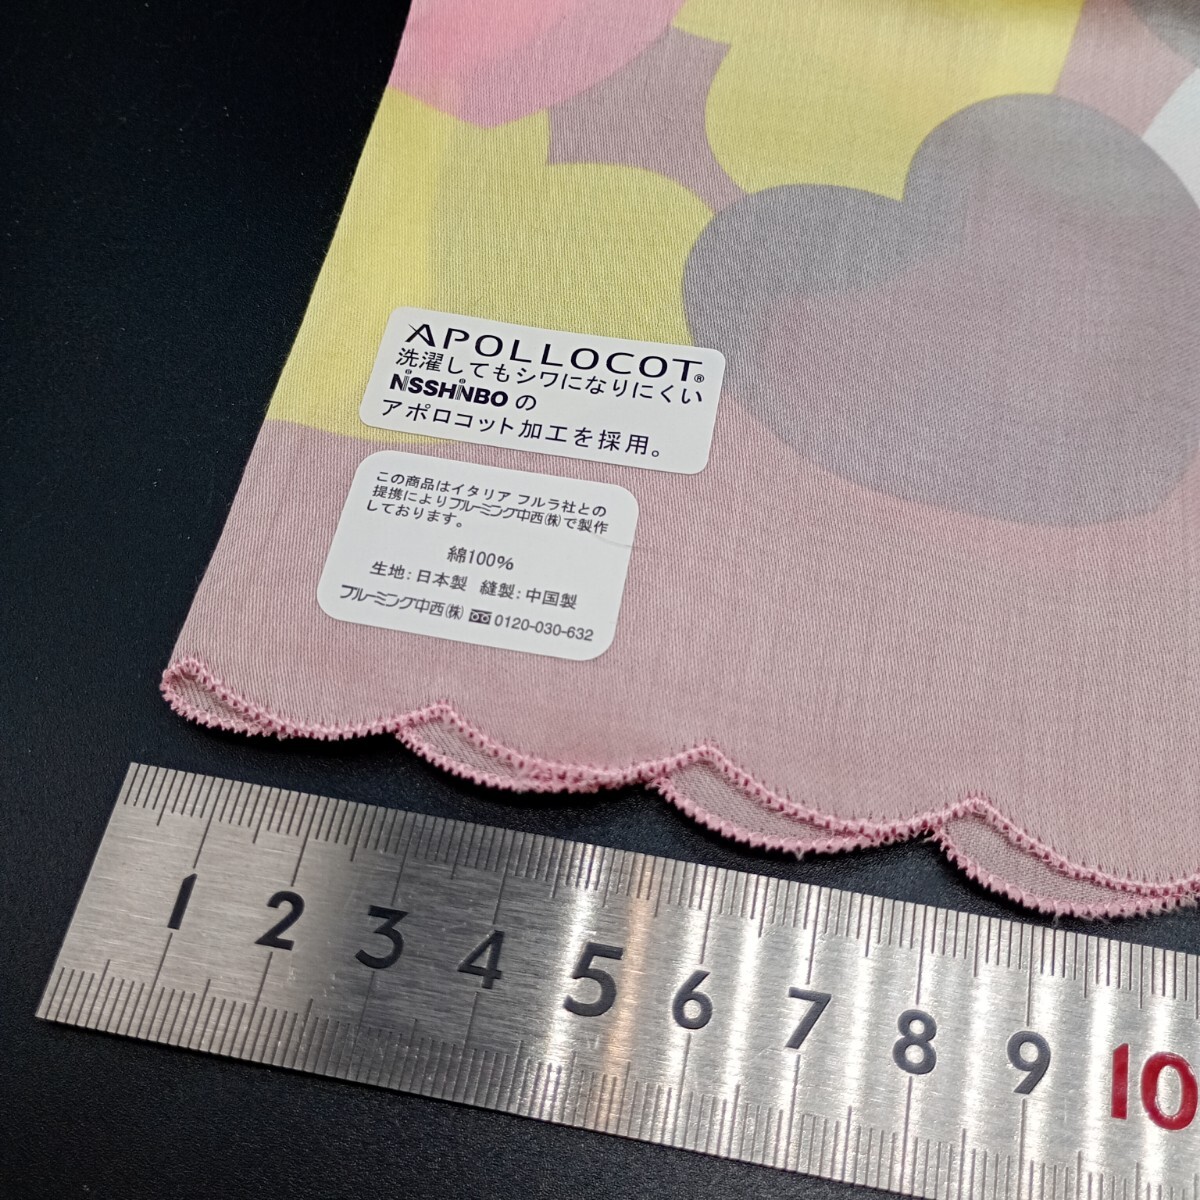 APOLLOCOT®
洗濯してもシワになりにくい
NISSHINBO の
アポロコット加工を採用。
この商品はイタリア フルラ社との
提携によりブルーミング中西(株)で製作
しております。
綿100%
生地:日本製 縫製:中国製
ブルーミング中西(株) 0120-030-632
1 2 3 4 5 6 7 8 9 10